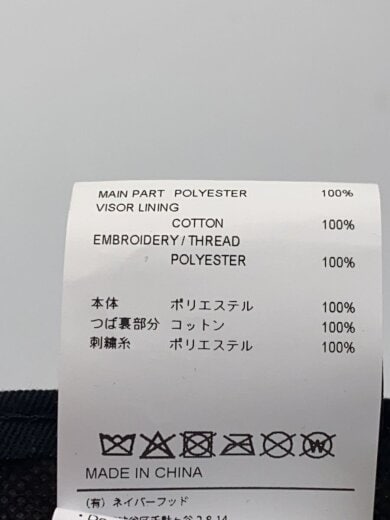 MAIN PART POLYESTER 100%
VISOR LINING
COTTON 100%
EMBROIDERY / THREAD
POLYESTER 100%
本体 ポリエステル 100%
つば裏部分 コットン 100%
刺繍糸 ポリエステル 100%
MADE IN CHINA
(有) ネイバーフッド